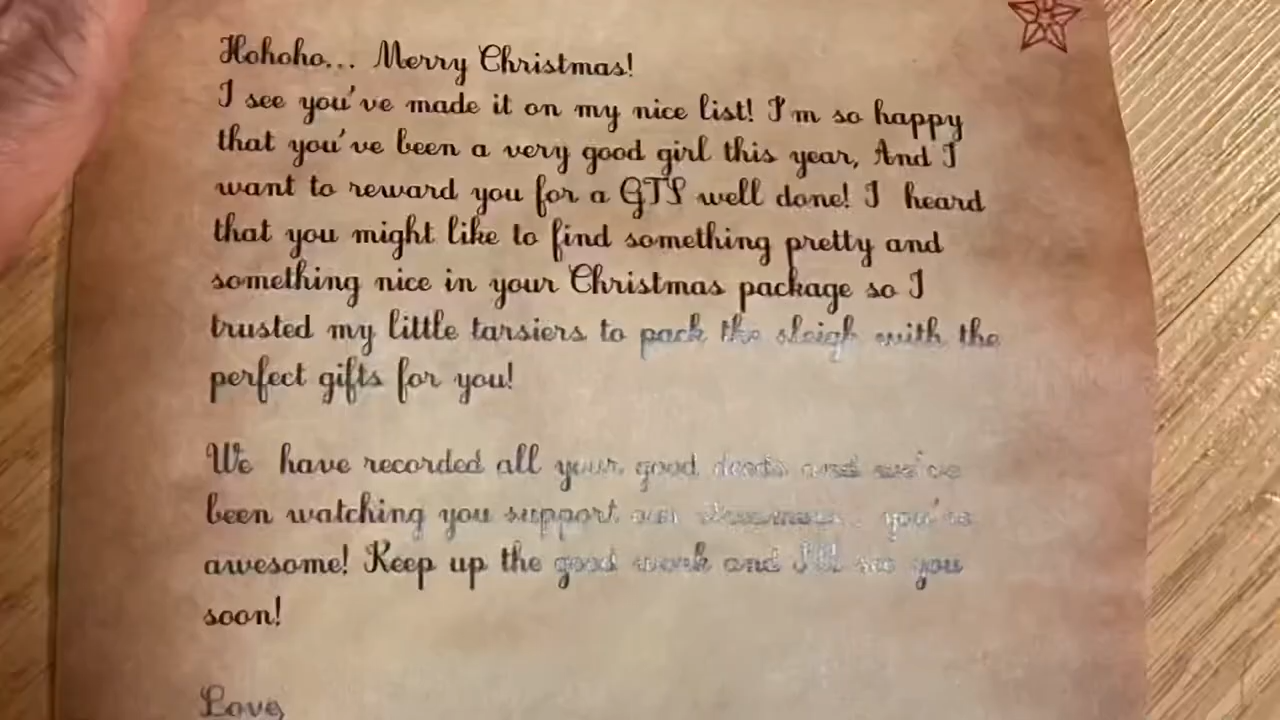 Hohoho... Merry Christmas!
I see you've made it on my nice list! I'm so happy
that you've been a very good girl this year, And I
want to reward you for a GTS well done! I heard
that you might like to find something pretty and
something nice in your Christmas package so I
trusted my little tarsiers to pack the sleigh with the
perfect gifts for you!
We have recorded all your good deeds and we've
been watching you support our you're
awesome! Keep up the good work and I'll see you
soon!
Love,